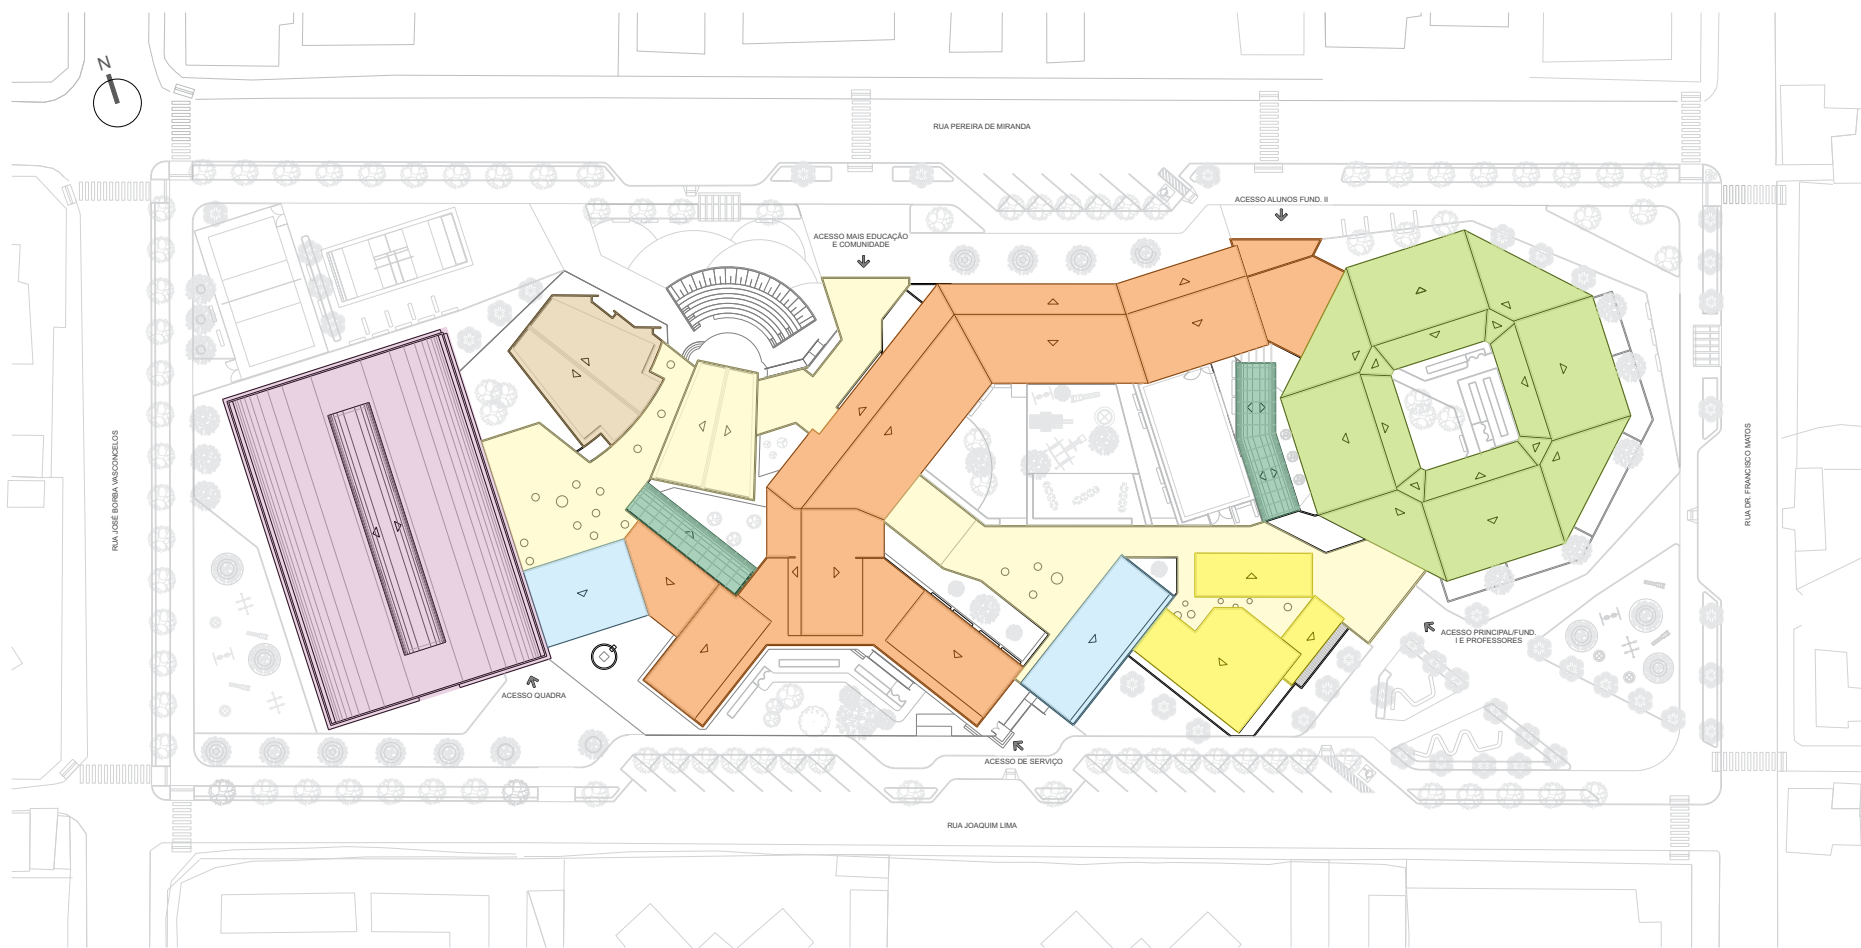 N
RUA PEREIRA DE MIRANDA
ACESSO ALUNOS FUND. II
ACESSO MAIS EDUCAÇÃO
E COMUNIDADE
RUA JOSÉ BORBA VASCONCELOS
RUA DR. FRANCISCO MATOS
ACESSO PRINCIPAL/FUND.
I E PROFESSORES
ACESSO QUADRA
ACESSO DE SERVIÇO
RUA JOAQUIM LIMA